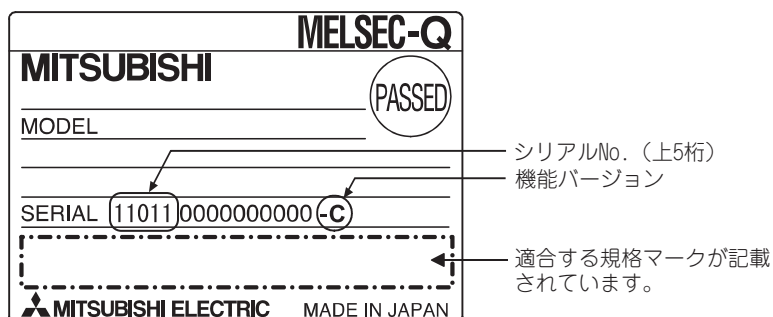 MELSEC-Q
MITSUBISHI
PASSED
MODEL
シリアルNo.（上5桁）
機能バージョン
SERIAL 110110000000000-C
適合する規格マークが記載
されています。
MITSUBISHI ELECTRIC MADE IN JAPAN